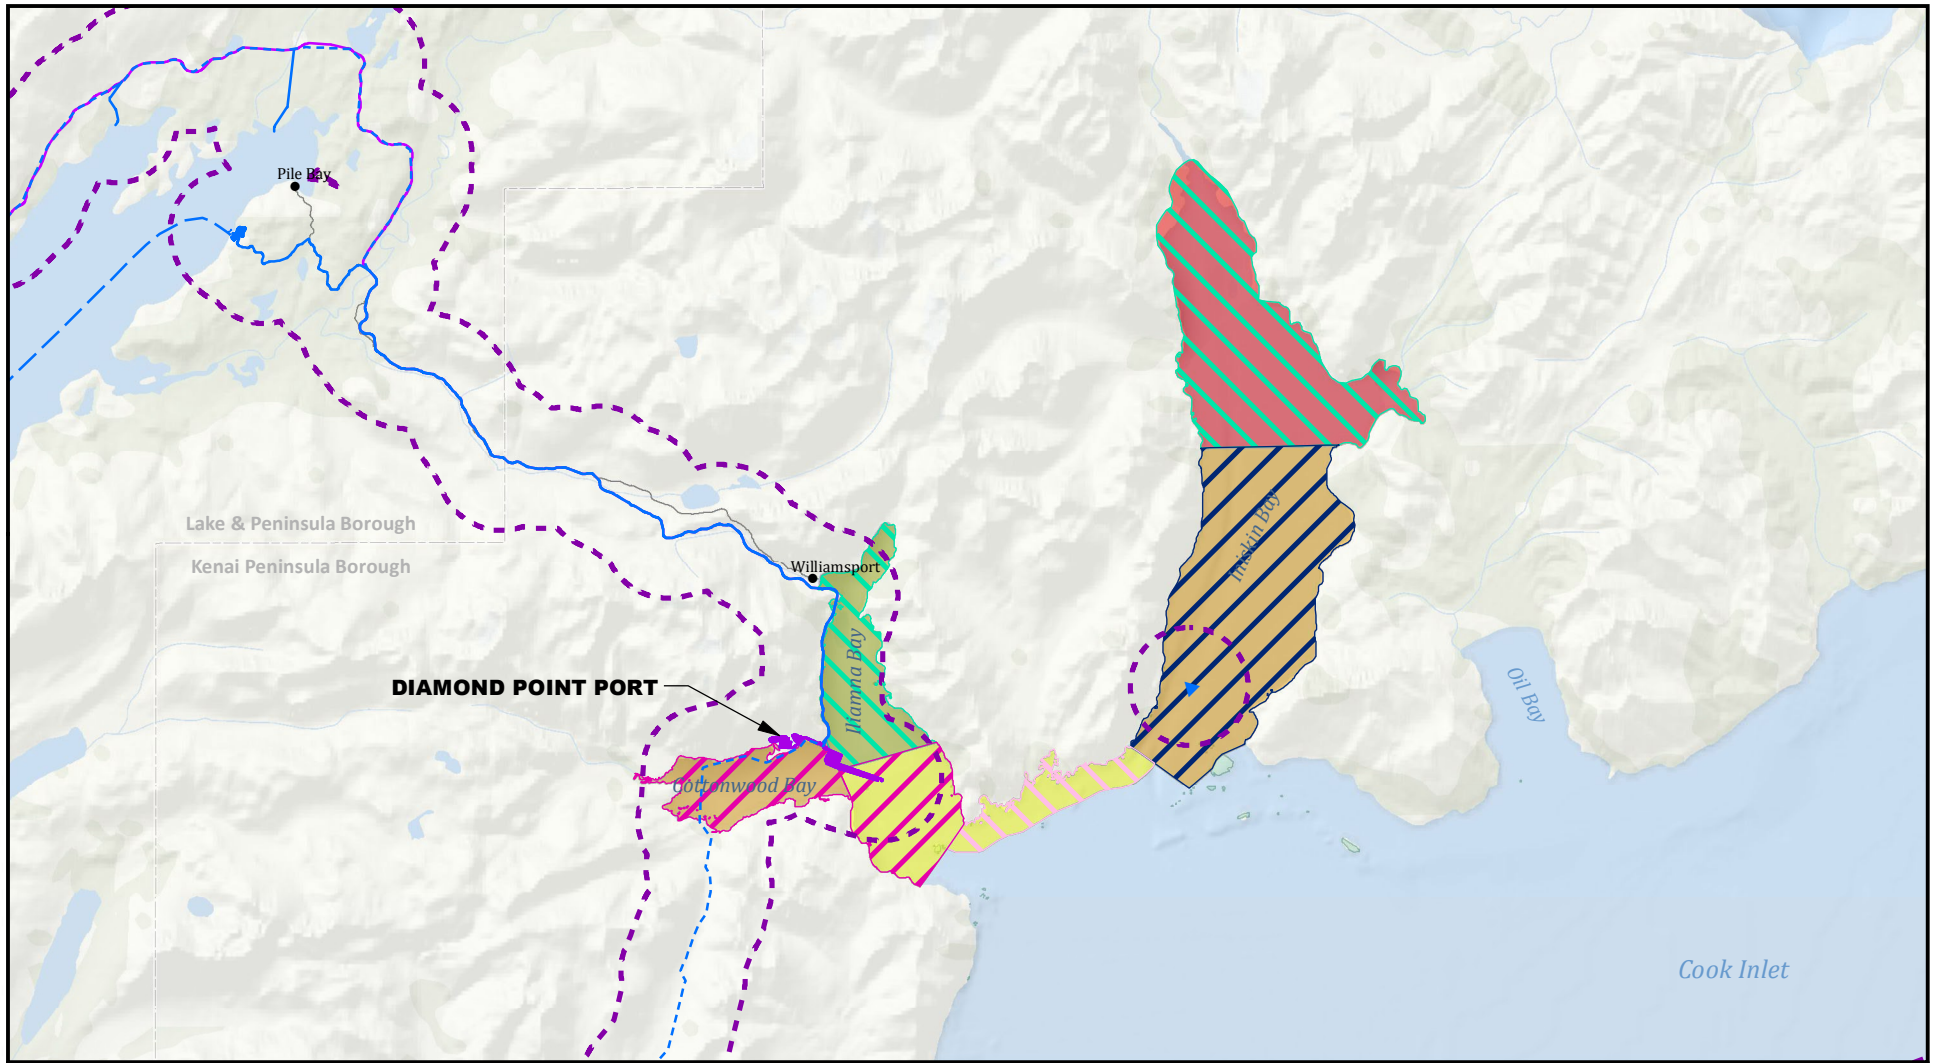 Pile Bay
Lake & Peninsula Borough
Kenai Peninsula Borough
Iniskin Bay
Williamsport
Iliamna Bay
DIAMOND POINT PORT
Oil Bay
Cottonwood Bay
Cook Inlet